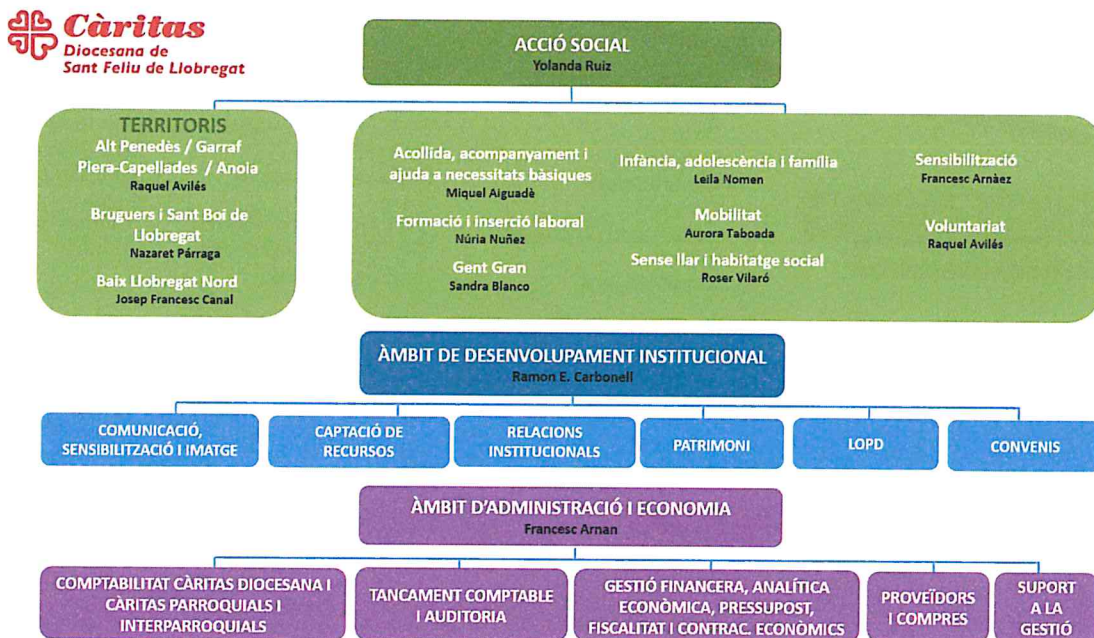 Càritas
Diocesana de
Sant Feliu de Llobregat
ACCIÓ SOCIAL
Yolanda Ruiz
TERRITORIS
Alt Penedès / Garraf
Piera-Capellades / Anoia
Raquel Avilés
Bruguers i Sant Boi de
Llobregat
Nazaret Párraga
Baix Llobregat Nord
Josep Francesc Canal
Acollida, acompanyament i
ajuda a necessitats bàsiques
Miquel Aiguadè
Formació i inserció laboral
Núria Nuñez
Gent Gran
Sandra Blanco
Infància, adolescència i família
Leila Nomen
Mobilitat
Aurora Taboada
Sense llar i habitatge social
Roser Vilaró
Sensibilització
Francesc Arnàez
Voluntariat
Raquel Avilés
ÀMBIT DE DESENVOLUPAMENT INSTITUCIONAL
Ramon E. Carbonell
COMUNICACIÓ,
SENSIBILITZACIÓ I IMATGE
CAPTACIÓ DE
RECURSOS
RELACIONS
INSTITUCIONALS
PATRIMONI
LOPD
CONVENIS
ÀMBIT D'ADMINISTRACIÓ I ECONOMIA
Francesc Arnan
COMPTABILITAT CÀRITAS DIOCESANA I
CÀRITAS PARROQUIALS I
INTERPARROQUIALS
TANCAMENT COMPTABLE
I AUDITORIA
GESTIÓ FINANCERA, ANALÍTICA
ECONÒMICA, PRESSUPOST,
FISCALITAT I CONTRAC. ECONÒMICS
PROVEÏDORS
I COMPRES
SUPORT
A LA
GESTIÓ